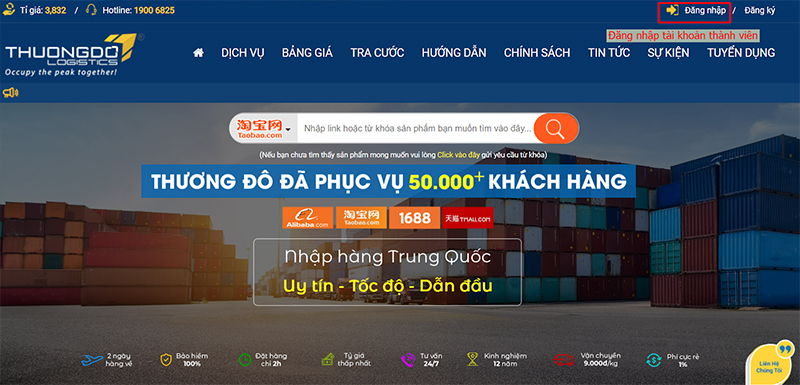 Tỉ giá: 3,832 / Hotline: 1900 6825
Đăng nhập / Đăng ký
THUONGDO
LOGISTICS
Occupy the peak together!
DỊCH VỤ BẢNG GIÁ TRA CƯỚC HƯỚNG DẪN CHÍNH SÁCH TIN TỨC SỰ KIỆN TUYỂN DỤNG
Đăng nhập tài khoản thành viên
淘宝网
Taobao.com
Nhập link hoặc từ khóa sản phẩm bạn muốn tìm vào đây...
(Nếu bạn chưa tìm thấy sản phẩm mong muốn vui lòng Click vào đây gửi yêu cầu từ khóa)
THƯƠNG ĐÔ ĐÃ PHỤC VỤ 50.000+ KHÁCH HÀNG
Alibaba.com
淘宝网
Taobao.com
1688
天猫 TMALL.COM
Nhập hàng Trung Quốc
Uy tín - Tốc độ - Dẫn đầu
2 ngày
hàng về
Bảo hiểm
100%
Đặt hàng
chỉ 2h
Tỷ giá
thấp nhất
Tư vấn
24/7
Kinh nghiệm
12 năm
Vận chuyển
9.000đ/kg
Phí cực rẻ
1%
Liên Hệ
Chúng Tôi